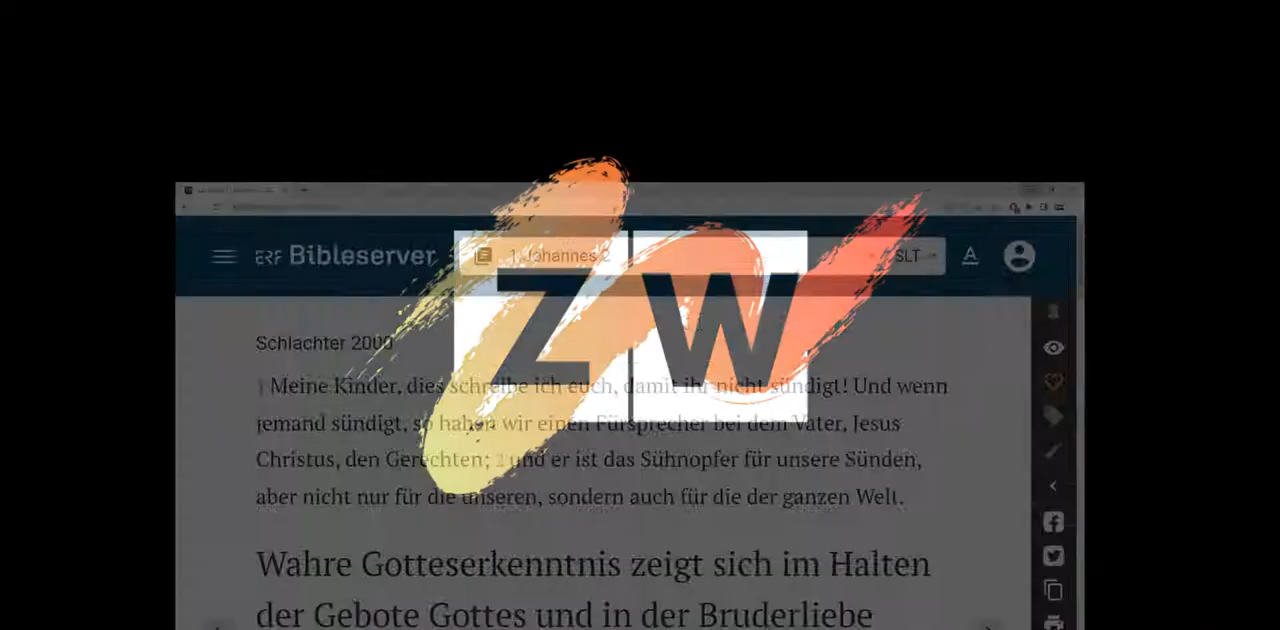 ERF Bibleserver
1. Johannes 2
SLT
A
Z W
Schlachter 2000
1 Meine Kinder, dies schreibe ich euch, damit ihr nicht sündigt! Und wenn
jemand sündigt, so haben wir einen Fürsprecher bei dem Vater, Jesus
Christus, den Gerechten; 2 und er ist das Sühnopfer für unsere Sünden,
aber nicht nur für die unseren, sondern auch für die der ganzen Welt.
Wahre Gotteserkenntnis zeigt sich im Halten
der Gebote Gottes und in der Bruderliebe